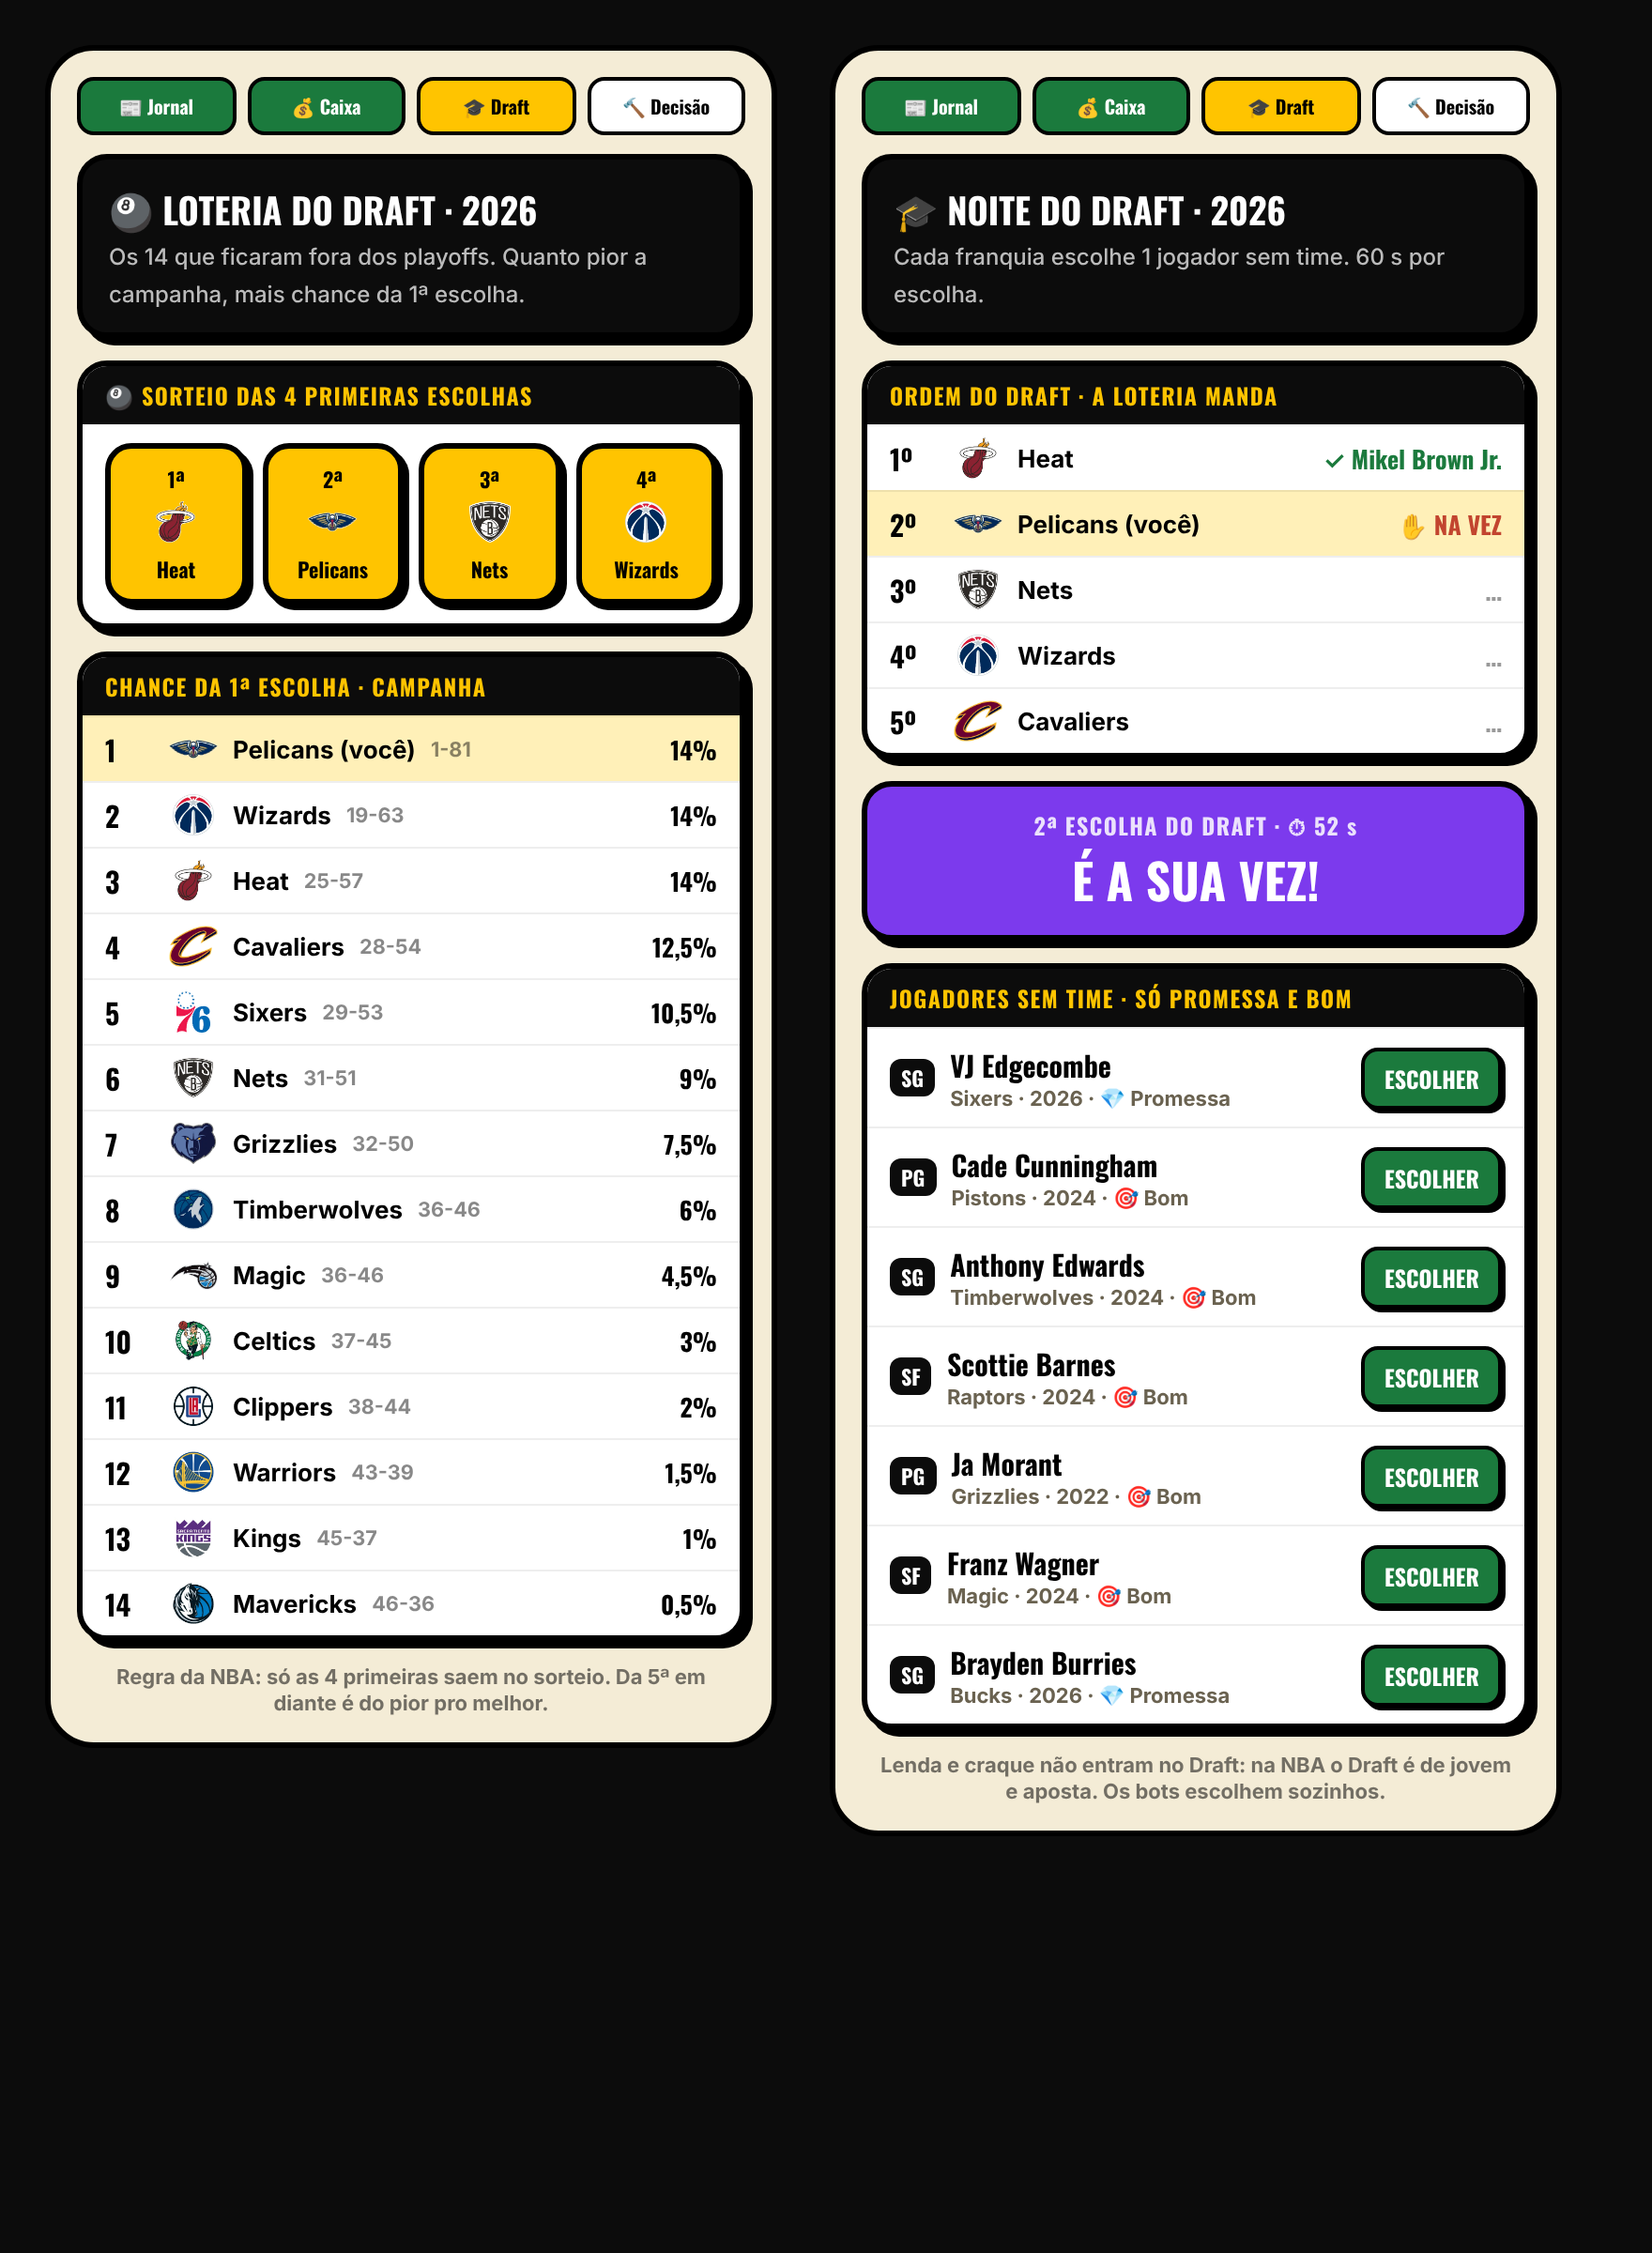 📰 Jornal
💰 Caixa
🎓 Draft
🔨 Decisão
🎱 LOTERIA DO DRAFT · 2026
Os 14 que ficaram fora dos playoffs. Quanto pior a
campanha, mais chance da 1ª escolha.
🎱 SORTEIO DAS 4 PRIMEIRAS ESCOLHAS
1ª
Heat
2ª
Pelicans
3ª
NETS
B
Nets
4ª
Wizards
CHANCE DA 1ª ESCOLHA · CAMPANHA
1 Pelicans (você) 1-81 14%
2 Wizards 19-63 14%
3 Heat 25-57 14%
4 Cavaliers 28-54 12,5%
5 76 Sixers 29-53 10,5%
6 NETS B Nets 31-51 9%
7 Grizzlies 32-50 7,5%
8 Timberwolves 36-46 6%
9 Magic 36-46 4,5%
10 Celtics 37-45 3%
11 Clippers 38-44 2%
12 Warriors 43-39 1,5%
13 KINGS Kings 45-37 1%
14 Mavericks 46-36 0,5%
Regra da NBA: só as 4 primeiras saem no sorteio. Da 5ª em
diante é do pior pro melhor.
📰 Jornal
💰 Caixa
🎓 Draft
🔨 Decisão
🎓 NOITE DO DRAFT · 2026
Cada franquia escolhe 1 jogador sem time. 60 s por
escolha.
ORDEM DO DRAFT · A LOTERIA MANDA
1º Heat ✓ Mikel Brown Jr.
2º Pelicans (você) ✋ NA VEZ
3º NETS B Nets ...
4º Wizards ...
5º C Cavaliers ...
2ª ESCOLHA DO DRAFT · ⏱ 52 s
É A SUA VEZ!
JOGADORES SEM TIME · SÓ PROMESSA E BOM
SG VJ Edgecombe ESCOLHER
Sixers · 2026 · 💎 Promessa
PG Cade Cunningham ESCOLHER
Pistons · 2024 · 🎯 Bom
SG Anthony Edwards ESCOLHER
Timberwolves · 2024 · 🎯 Bom
SF Scottie Barnes ESCOLHER
Raptors · 2024 · 🎯 Bom
PG Ja Morant ESCOLHER
Grizzlies · 2022 · 🎯 Bom
SF Franz Wagner ESCOLHER
Magic · 2024 · 🎯 Bom
SG Brayden Burries ESCOLHER
Bucks · 2026 · 💎 Promessa
Lenda e craque não entram no Draft: na NBA o Draft é de jovem
e aposta. Os bots escolhem sozinhos.